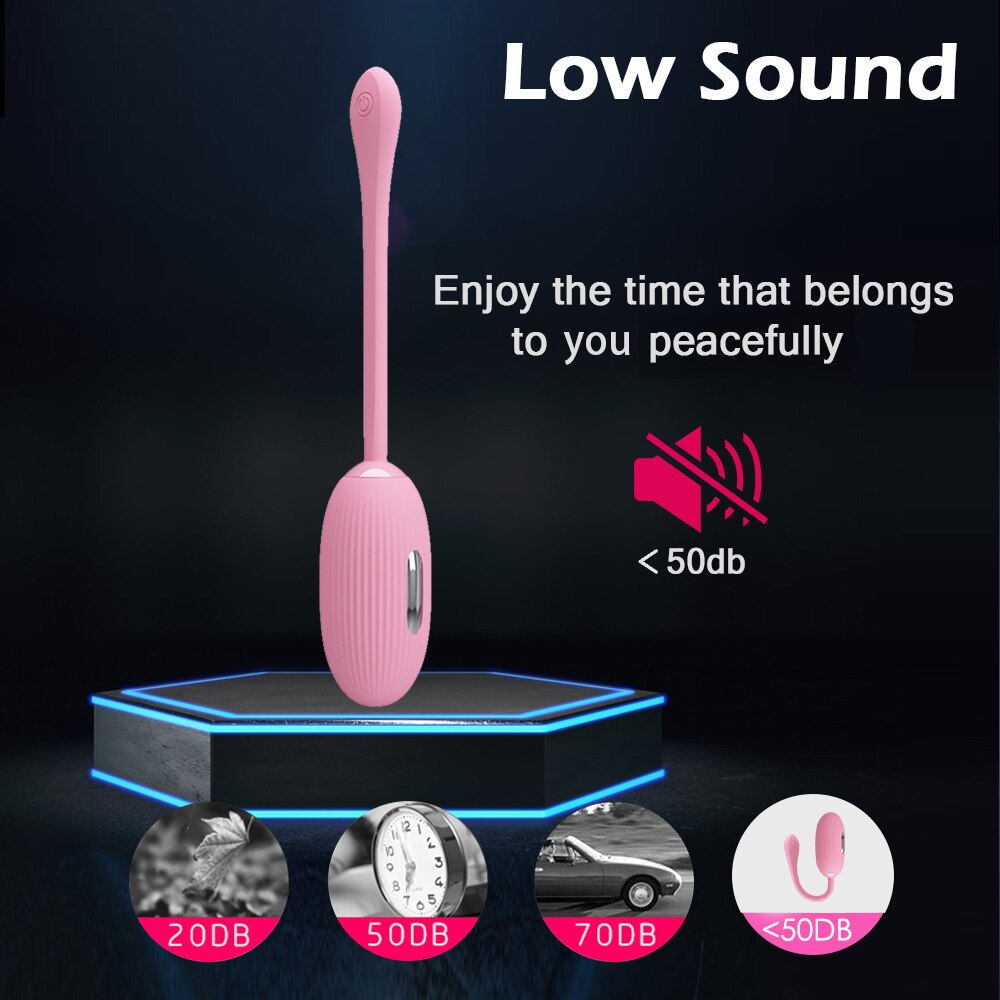 Low Sound
Enjoy the time that belongs
to you peacefully
<50db
20DB
50DB
70DB
<50DB